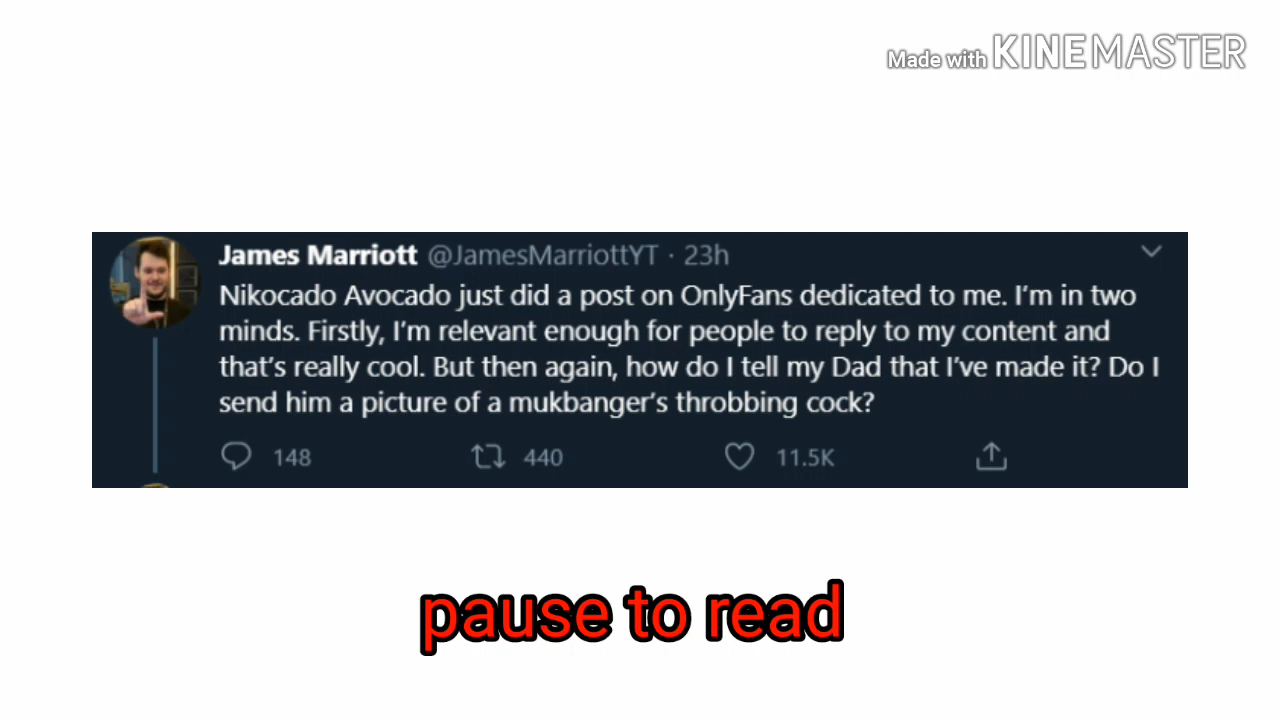 Made with KINEMASTER
James Marriott @JamesMarriottYT · 23h
Nikocado Avocado just did a post on OnlyFans dedicated to me. I'm in two
minds. Firstly, I'm relevant enough for people to reply to my content and
that's really cool. But then again, how do I tell my Dad that I've made it? Do I
send him a picture of a mukbanger's throbbing cock?
148 440 11.5K
pause to read